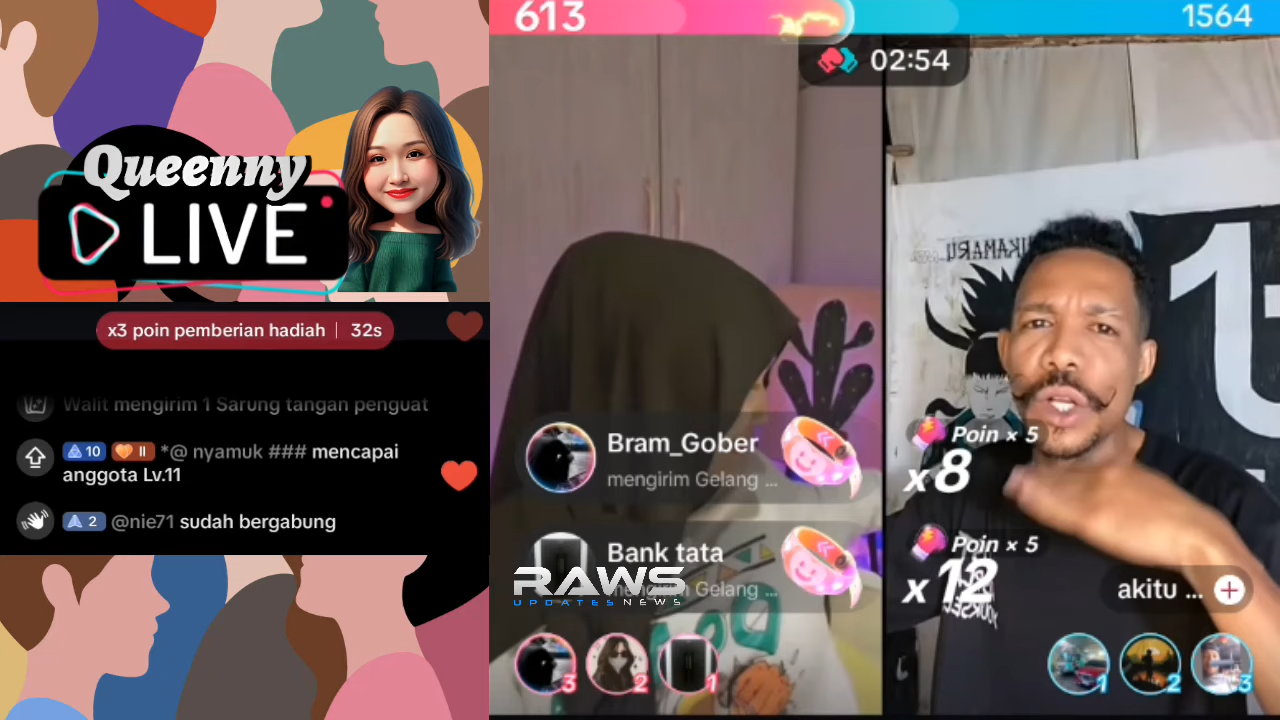 Queenny
LIVE
x3 poin pemberian hadiah | 32s
Walit mengirim 1 Sarung tangan penguat
10 II *@ nyamuk ### mencapai
anggota Lv.11
2 @nie71 sudah bergabung
613
1564
02:54
Bram_Gober
mengirim Gelang ...
Poin × 5
x8
Bank tata
mengirim Gelang ...
Poin × 5
x12
RAWS
UPDATES NEWS
akitu ...
3
2
1
1
2
3